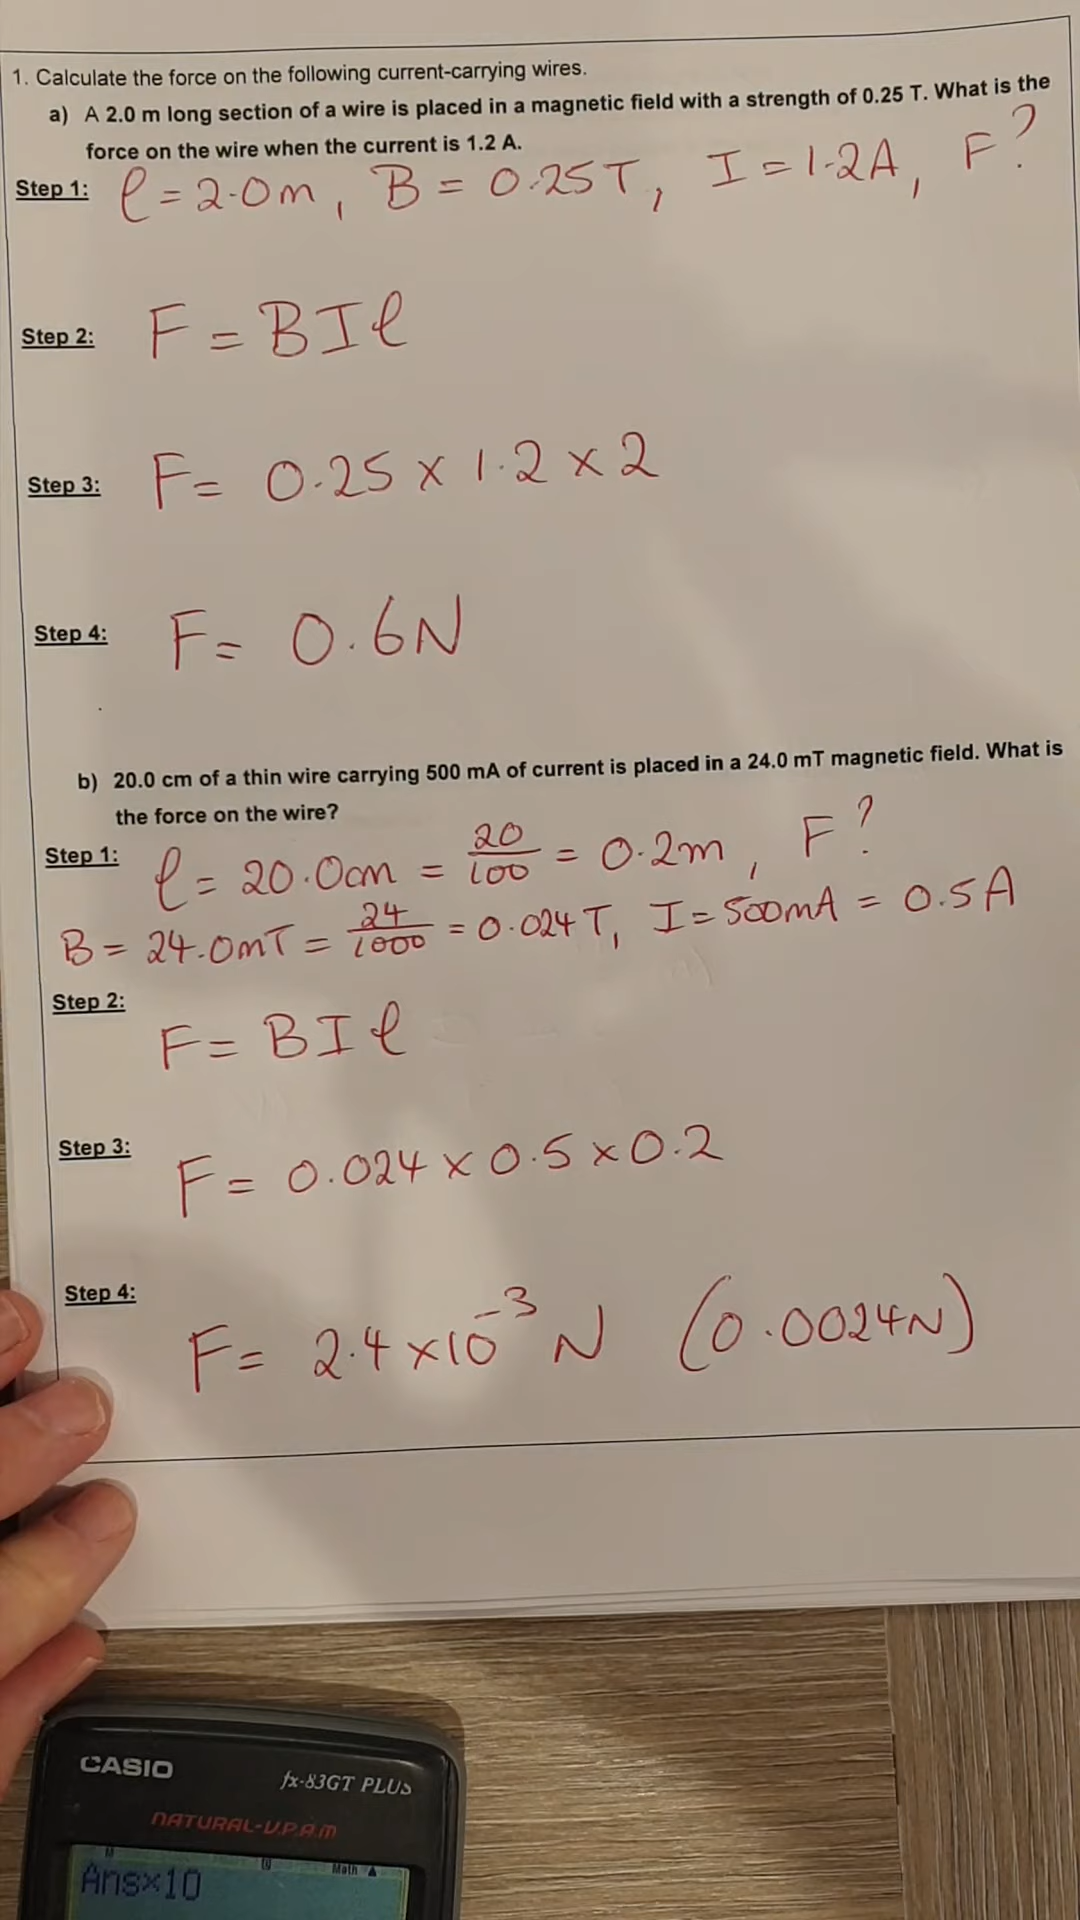 1. Calculate the force on the following current-carrying wires.
a) A 2.0 m long section of a wire is placed in a magnetic field with a strength of 0.25 T. What is the
force on the wire when the current is 1.2 A.
Step 1: ℓ = 2.0m, B = 0.25T, I = 1.2A, F?
Step 2: F = BIℓ
Step 3: F = 0.25 × 1.2 × 2
Step 4: F = 0.6N
b) 20.0 cm of a thin wire carrying 500 mA of current is placed in a 24.0 mT magnetic field. What is
the force on the wire?
Step 1: ℓ = 20.0cm = 20/100 = 0.2m, F?
B = 24.0mT = 24/1000 = 0.024T, I = 500mA = 0.5A
Step 2:
F = BIℓ
Step 3:
F = 0.024 × 0.5 × 0.2
Step 4:
F = 2.4 × 10⁻³ N (0.0024N)
CASIO
fx-83GT PLUS
NATURAL-V.P.A.M
Math ▲
Ans×10